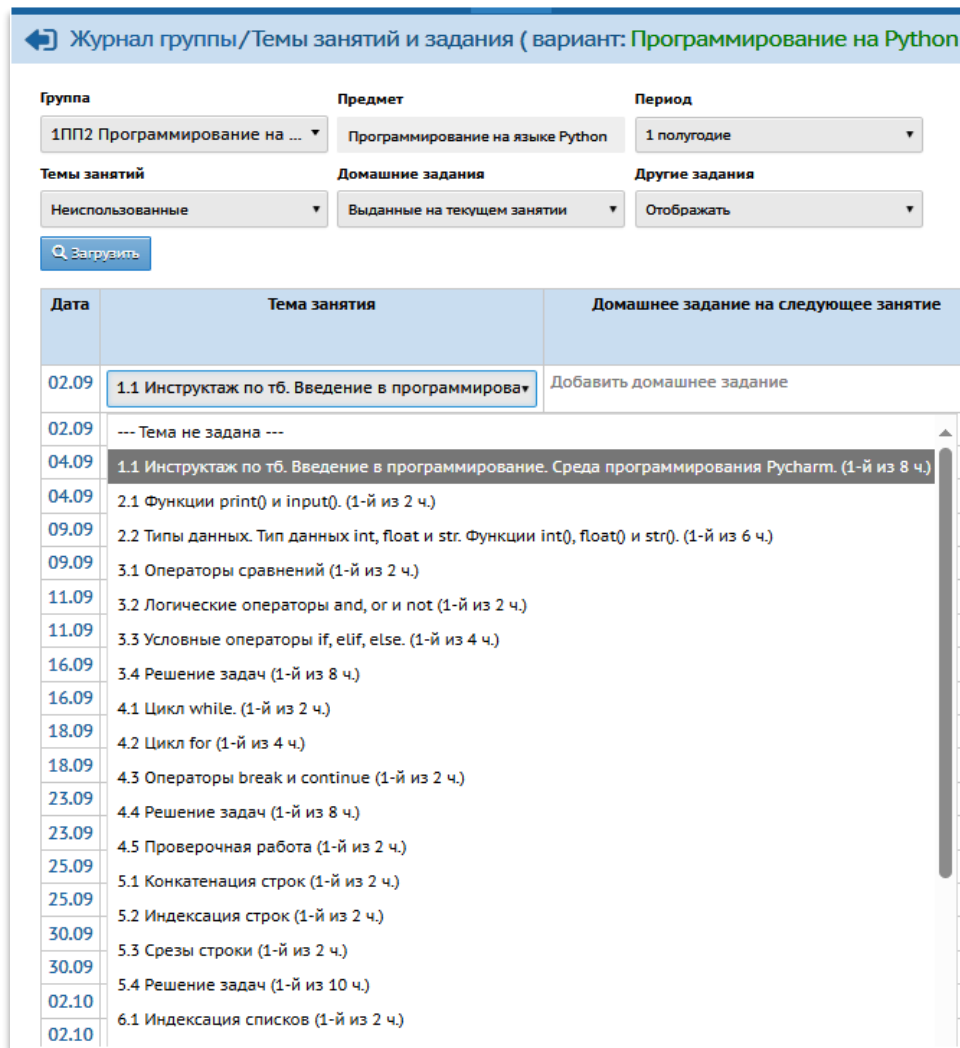 Журнал группы/Темы занятий и задания ( вариант: Программирование на Python
Группа Предмет Период
1ПП2 Программирование на ... Программирование на языке Python 1 полугодие
Темы занятий Домашние задания Другие задания
Неиспользованные Выданные на текущем занятии Отображать
Загрузить
Дата Тема занятия Домашнее задание на следующее занятие
02.09 1.1 Инструктаж по тб. Введение в программирова Добавить домашнее задание
02.09 --- Тема не задана ---
04.09 1.1 Инструктаж по тб. Введение в программирование. Среда программирования Pycharm. (1-й из 8 ч.)
04.09 2.1 Функции print() и input(). (1-й из 2 ч.)
09.09 2.2 Типы данных. Тип данных int, float и str. Функции int(), float() и str(). (1-й из 6 ч.)
09.09 3.1 Операторы сравнений (1-й из 2 ч.)
11.09 3.2 Логические операторы and, or и not (1-й из 2 ч.)
11.09 3.3 Условные операторы if, elif, else. (1-й из 4 ч.)
16.09 3.4 Решение задач (1-й из 8 ч.)
16.09 4.1 Цикл while. (1-й из 2 ч.)
18.09 4.2 Цикл for (1-й из 4 ч.)
18.09 4.3 Операторы break и continue (1-й из 2 ч.)
23.09 4.4 Решение задач (1-й из 8 ч.)
23.09 4.5 Проверочная работа (1-й из 2 ч.)
25.09 5.1 Конкатенация строк (1-й из 2 ч.)
25.09 5.2 Индексация строк (1-й из 2 ч.)
30.09 5.3 Срезы строки (1-й из 2 ч.)
30.09 5.4 Решение задач (1-й из 10 ч.)
02.10 6.1 Индексация списков (1-й из 2 ч.)
02.10